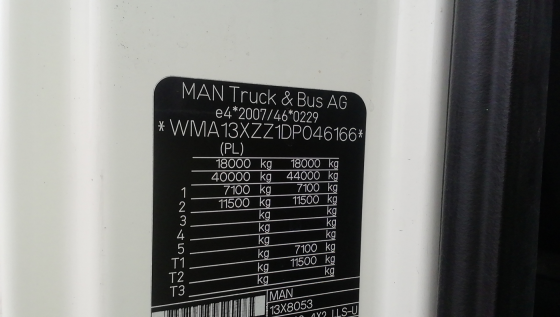 MAN Truck & Bus AG
e4*2007/46*0229
*WMA13XZZ1DP046166*
(PL)
18000 kg 18000 kg
40000 kg 44000 kg
1 7100 kg 7100 kg
2 11500 kg 11500 kg
3 kg kg
4 kg kg
5 kg kg
T1 kg 7100 kg
T2 kg 11500 kg
T3 kg
MAN
13X8053
4X2 LLS-U